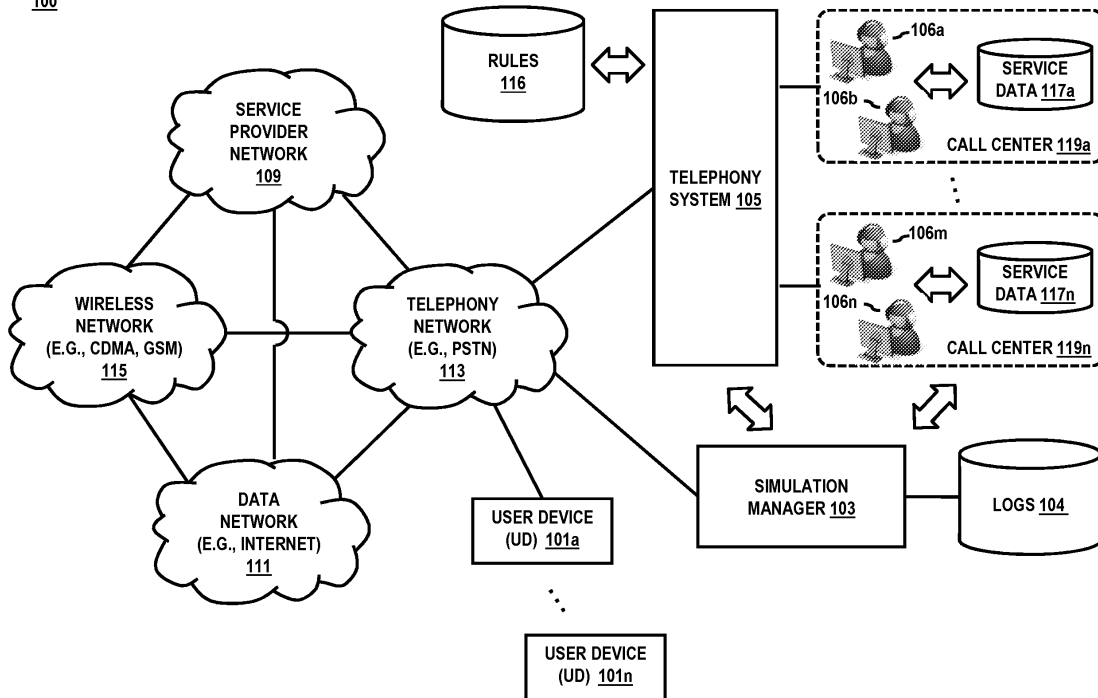 100
RULES
116
SERVICE
PROVIDER
NETWORK
109
WIRELESS
NETWORK
(E.G., CDMA, GSM)
115
TELEPHONY
NETWORK
(E.G., PSTN)
113
DATA
NETWORK
(E.G., INTERNET)
111
TELEPHONY
SYSTEM 105
106a
106b
SERVICE
DATA 117a
CALL CENTER 119a
106m
106n
SERVICE
DATA 117n
CALL CENTER 119n
SIMULATION
MANAGER 103
LOGS 104
USER DEVICE
(UD) 101a
USER DEVICE
(UD) 101n